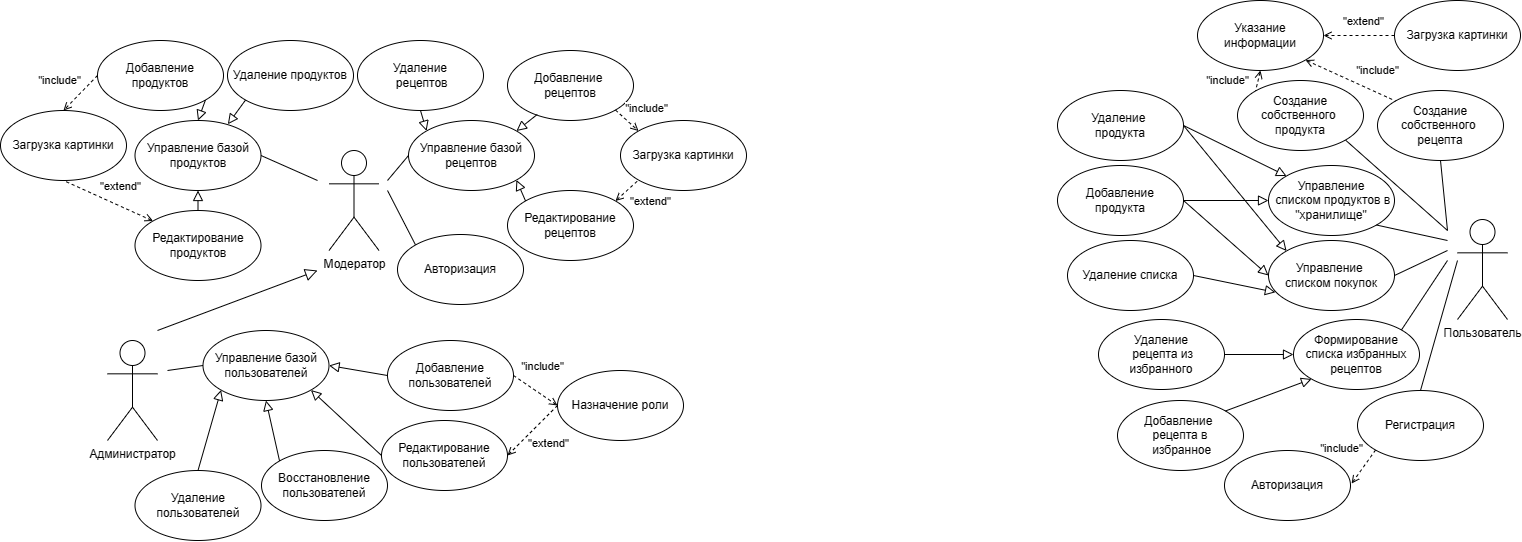 Добавление
продуктов
Удаление продуктов
"include"
Загрузка картинки
Управление базой
продуктов
"extend"
Редактирование
продуктов
Удаление
рецептов
Добавление
рецептов
"include"
Управление базой
рецептов
Загрузка картинки
"extend"
Редактирование
рецептов
Модератор
Авторизация
Администратор
Управление базой
пользователей
Добавление
пользователей
"include"
Назначение роли
"extend"
Редактирование
пользователей
Восстановление
пользователей
Удаление
пользователей
Указание
информации
"extend"
Загрузка картинки
"include"
"include"
Создание
собственного
продукта
Создание
собственного
рецепта
Удаление
продукта
Управление
списком продуктов в
"хранилище"
Добавление
продукта
Удаление списка
Управление
списком покупок
Пользователь
Удаление
рецепта из
избранного
Формирование
списка избранных
рецептов
Добавление
рецепта в
избранное
Регистрация
"include"
Авторизация